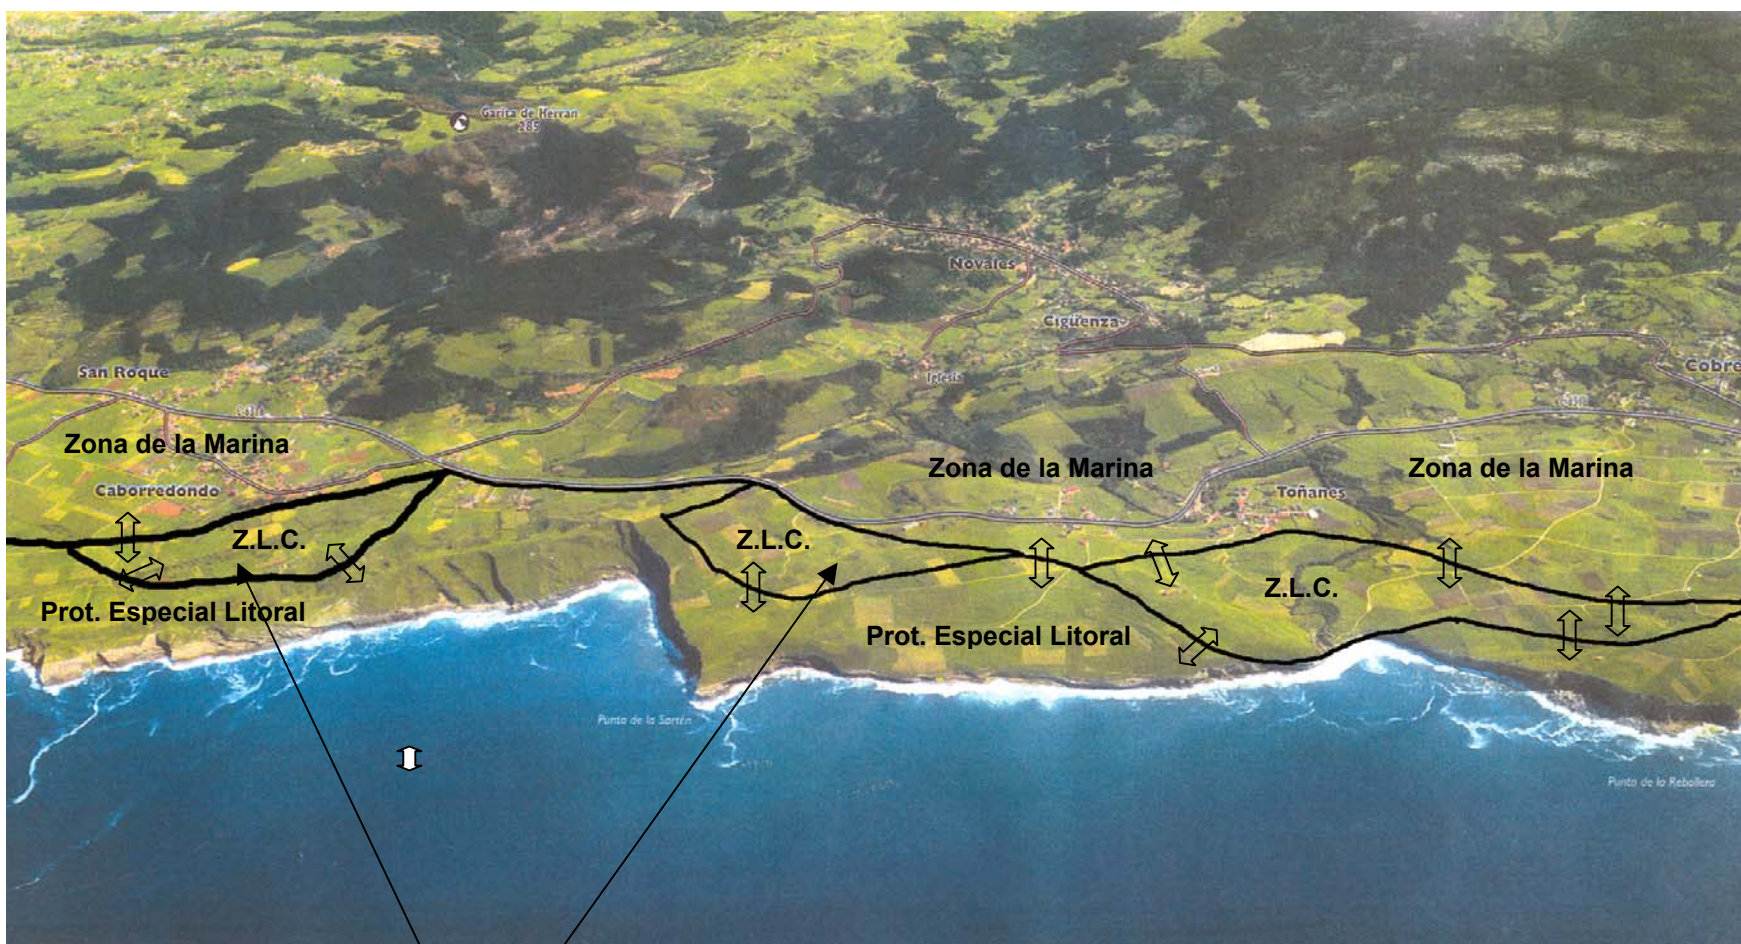 Garita de Herran
285
Novales
Cigüenza
San Roque
Iglesia
Cobre
Zona de la Marina
Zona de la Marina
Zona de la Marina
Caborredondo
Toñanes
Z.L.C.
Z.L.C.
Z.L.C.
Prot. Especial Litoral
Prot. Especial Litoral
Punta de la Sartén
Punta de la Rebollera